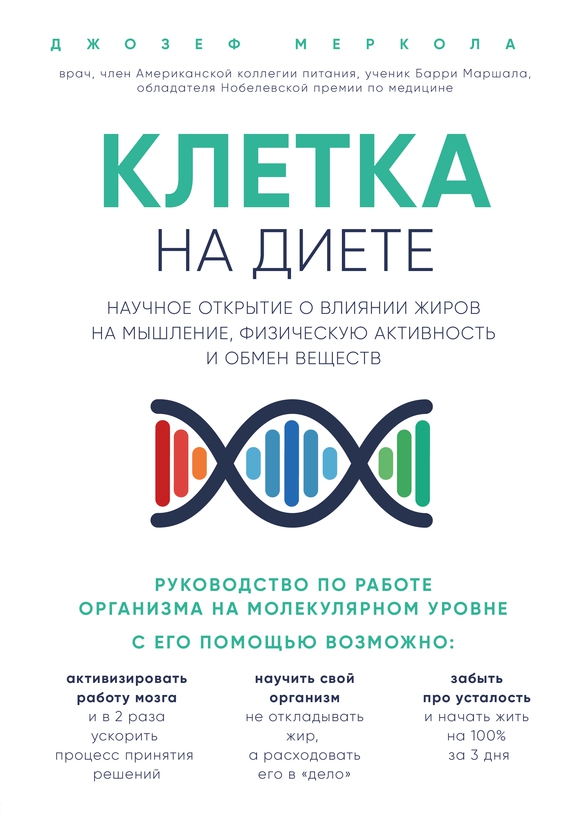 ДЖОЗЕФ МЕРКОЛА
врач, член Американской коллегии питания, ученик Барри Маршала,
обладателя Нобелевской премии по медицине
КЛЕТКА
НА ДИЕТЕ
НАУЧНОЕ ОТКРЫТИЕ О ВЛИЯНИИ ЖИРОВ
НА МЫШЛЕНИЕ, ФИЗИЧЕСКУЮ АКТИВНОСТЬ
И ОБМЕН ВЕЩЕСТВ
РУКОВОДСТВО ПО РАБОТЕ
ОРГАНИЗМА НА МОЛЕКУЛЯРНОМ УРОВНЕ
С ЕГО ПОМОЩЬЮ ВОЗМОЖНО:
активизировать
работу мозга
и в 2 раза
ускорить
процесс принятия
решений
научить свой
организм
не откладывать
жир,
а расходовать
его в «дело»
забыть
про усталость
и начать жить
на 100%
за 3 дня